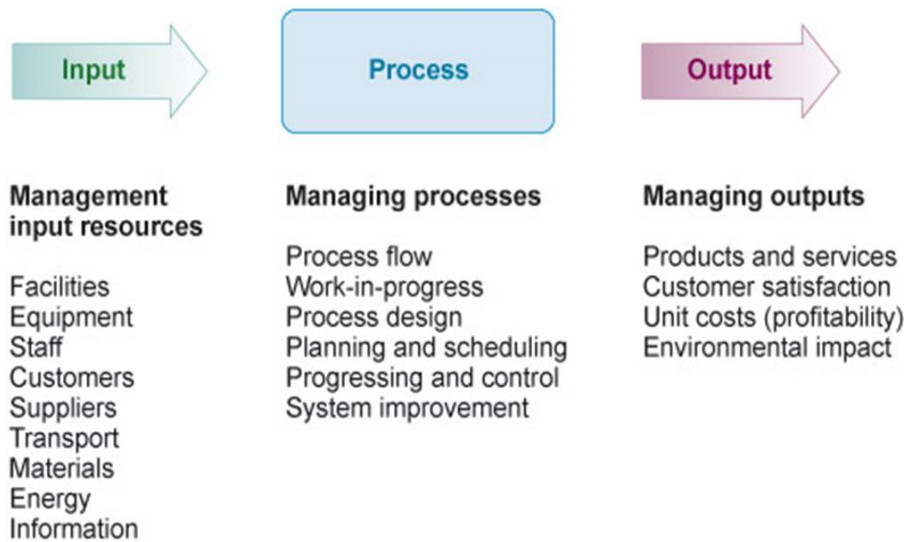 Input
Process
Output
Management
input resources
Facilities
Equipment
Staff
Customers
Suppliers
Transport
Materials
Energy
Information
Managing processes
Process flow
Work-in-progress
Process design
Planning and scheduling
Progressing and control
System improvement
Managing outputs
Products and services
Customer satisfaction
Unit costs (profitability)
Environmental impact